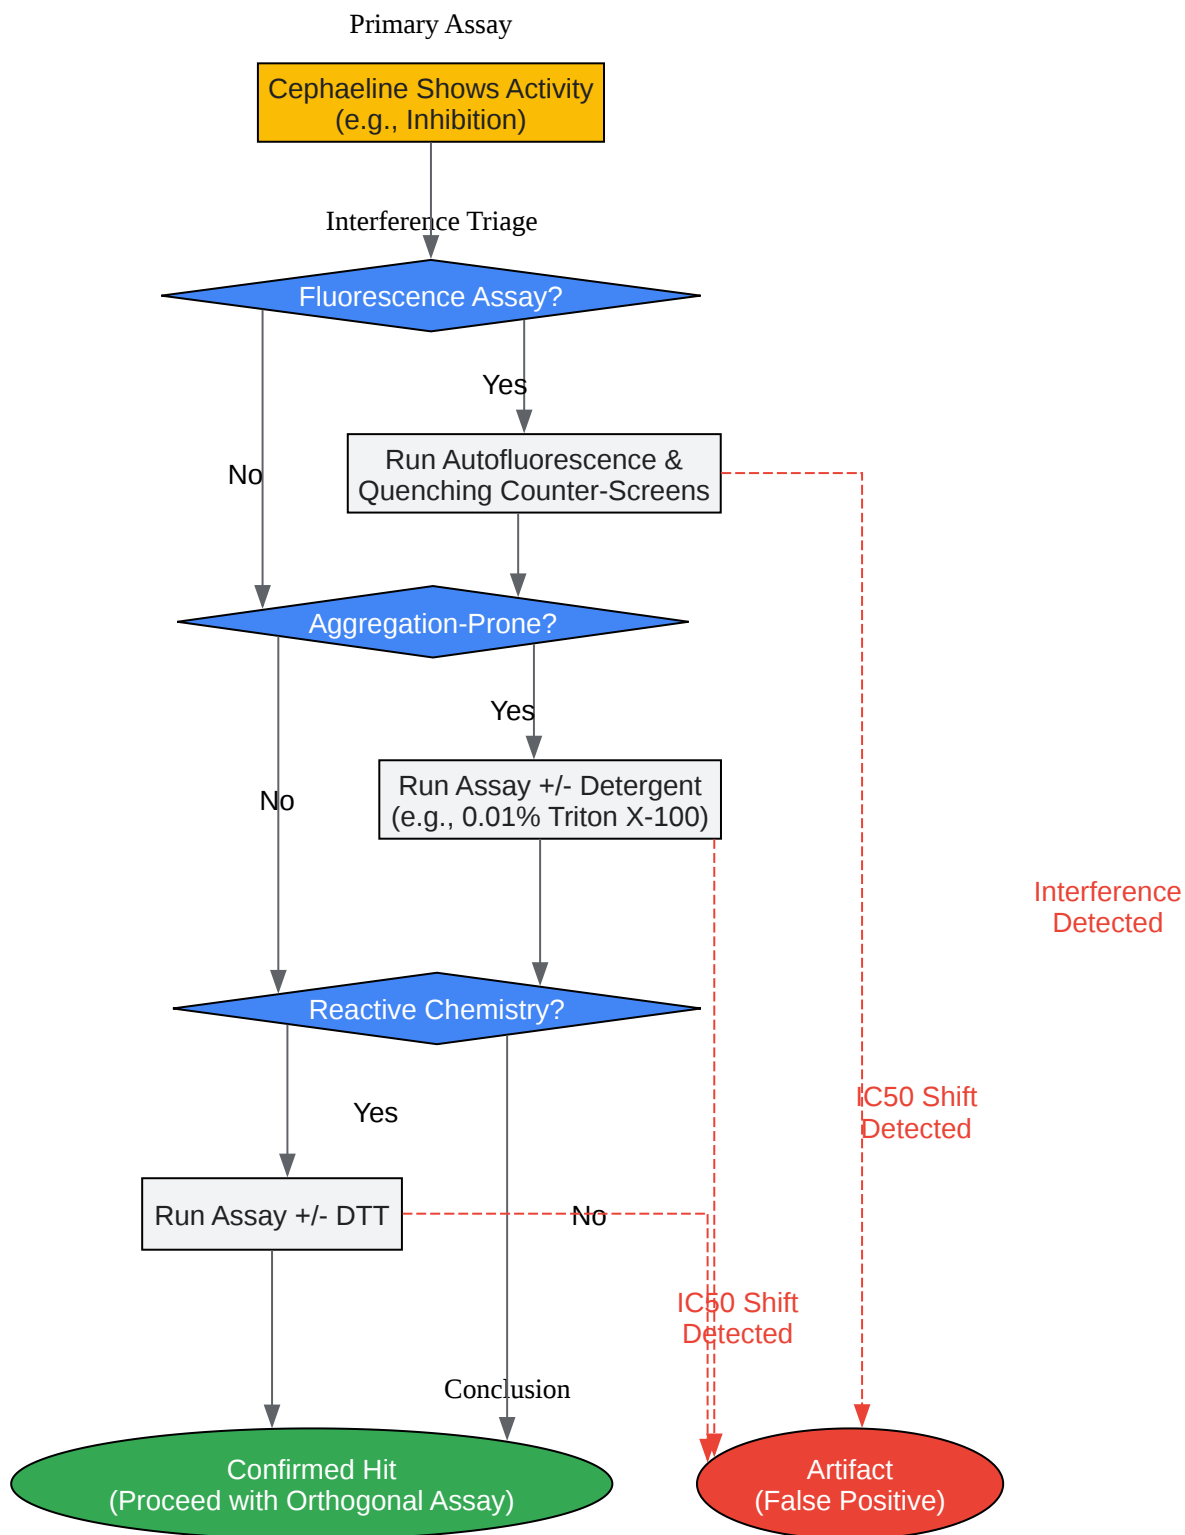 Primary Assay
Cephaeline Shows Activity
(e.g., Inhibition)
Interference Triage
Fluorescence Assay?
Yes
No
Run Autofluorescence &
Quenching Counter-Screens
Aggregation-Prone?
Yes
No
Run Assay +/- Detergent
(e.g., 0.01% Triton X-100)
Interference
Detected
Reactive Chemistry?
IC50 Shift
Detected
Yes
Run Assay +/- DTT
No
IC50 Shift
Detected
Conclusion
Confirmed Hit
(Proceed with Orthogonal Assay)
Artifact
(False Positive)